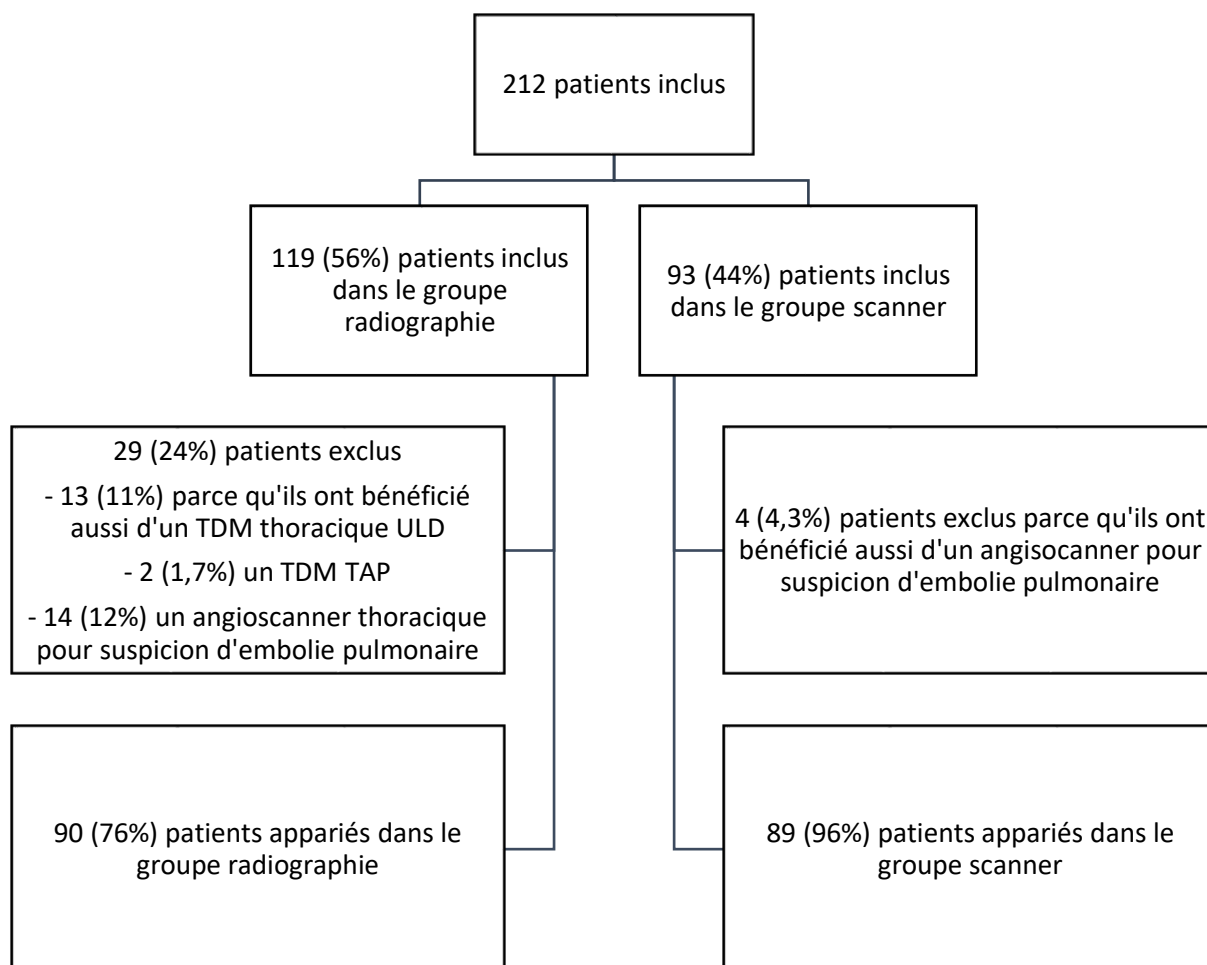 212 patients inclus
119 (56%) patients inclus
dans le groupe
radiographie
93 (44%) patients inclus
dans le groupe scanner
29 (24%) patients exclus
- 13 (11%) parce qu'ils ont bénéficié
aussi d'un TDM thoracique ULD
- 2 (1,7%) un TDM TAP
- 14 (12%) un angioscanner thoracique
pour suspicion d'embolie pulmonaire
4 (4,3%) patients exclus parce qu'ils ont
bénéficié aussi d'un angisocanner pour
suspicion d'embolie pulmonaire
90 (76%) patients appariés dans le
groupe radiographie
89 (96%) patients appariés dans le
groupe scanner